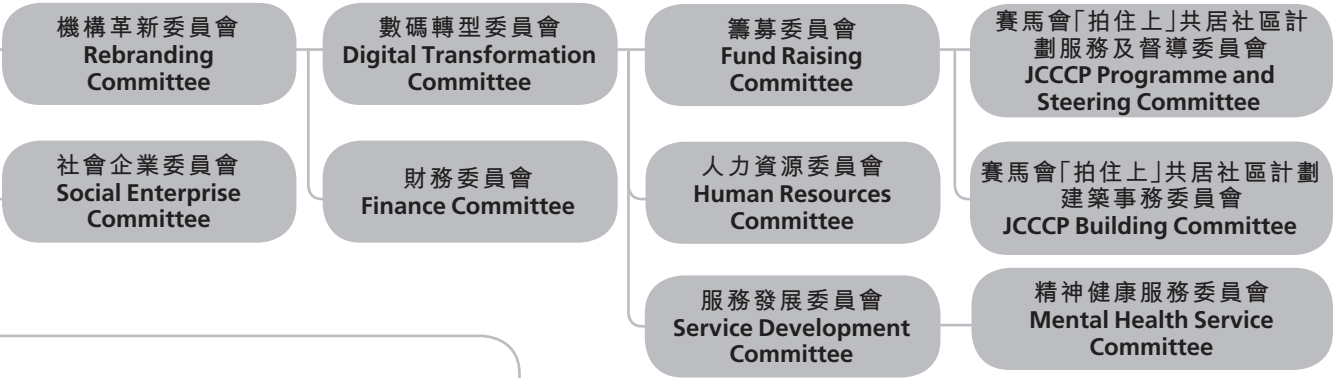 機構革新委員會
Rebranding
Committee
數碼轉型委員會
Digital Transformation
Committee
籌募委員會
Fund Raising
Committee
賽馬會「拍住上」共居社區計
劃服務及督導委員會
JCCCP Programme and
Steering Committee
社會企業委員會
Social Enterprise
Committee
財務委員會
Finance Committee
人力資源委員會
Human Resources
Committee
賽馬會「拍住上」共居社區計劃
建築事務委員會
JCCCP Building Committee
服務發展委員會
Service Development
Committee
精神健康服務委員會
Mental Health Service
Committee